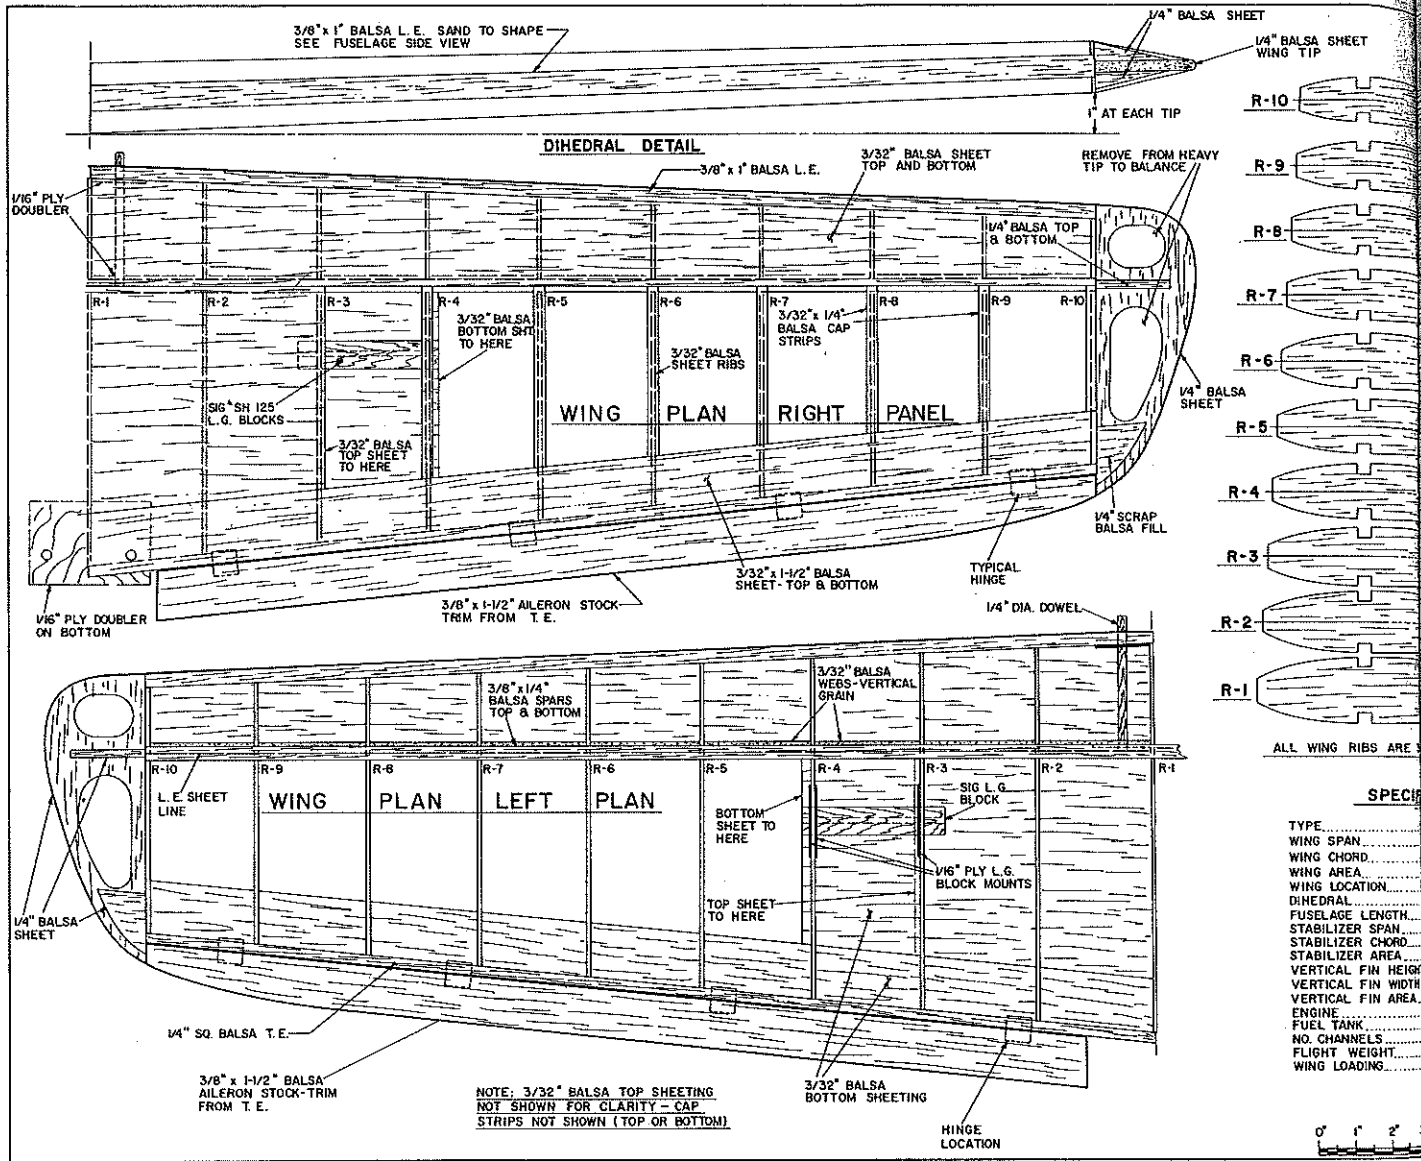 3/8" x 1" BALSA L.E. SAND TO SHAPE
SEE FUSELAGE SIDE VIEW
1/4" BALSA SHEET
1/4" BALSA SHEET
WING TIP
1" AT EACH TIP
DIHEDRAL DETAIL
3/8" x 1" BALSA L.E.
3/32" BALSA SHEET
TOP AND BOTTOM
REMOVE FROM HEAVY
TIP TO BALANCE
1/16" PLY
DOUBLER
1/4" BALSA TOP
& BOTTOM
R-1
R-2
R-3
R-4
R-5
R-6
R-7
R-8
R-9
R-10
3/32" BALSA
BOTTOM SHT
TO HERE
3/32" BALSA
SHEET RIBS
3/32" x 1/4"
BALSA CAP
STRIPS
SIG "SH 125
L.G. BLOCKS
3/32" BALSA
TOP SHEET
TO HERE
WING PLAN RIGHT PANEL
1/4" BALSA
SHEET
1/4" SCRAP
BALSA FILL
TYPICAL
HINGE
3/32" x 1-1/2" BALSA
SHEET - TOP & BOTTOM
3/8" x 1-1/2" AILERON STOCK
TRIM FROM T.E.
1/16" PLY DOUBLER
ON BOTTOM
R-10
R-9
R-8
R-7
R-6
R-5
R-4
R-3
R-2
R-1
ALL WING RIBS ARE 3
1/4" DIA. DOWEL
3/8" x 1/4"
BALSA SPARS
TOP & BOTTOM
3/32" BALSA
WEBS-VERTICAL
GRAIN
R-10
R-9
R-8
R-7
R-6
R-5
R-4
R-3
R-2
R-1
L.E. SHEET
LINE
WING PLAN LEFT PLAN
BOTTOM
SHEET TO
HERE
SIG L.G.
BLOCK
1/16" PLY L.G.
BLOCK MOUNTS
TOP SHEET
TO HERE
1/4" BALSA
SHEET
1/4" SQ. BALSA T.E.
3/8" x 1-1/2" BALSA
AILERON STOCK-TRIM
FROM T.E.
NOTE: 3/32" BALSA TOP SHEETING
NOT SHOWN FOR CLARITY - CAP
STRIPS NOT SHOWN (TOP OR BOTTOM)
3/32" BALSA
BOTTOM SHEETING
HINGE
LOCATION
SPECIF
TYPE
WING SPAN
WING CHORD
WING AREA
WING LOCATION
DIHEDRAL
FUSELAGE LENGTH
STABILIZER SPAN
STABILIZER CHORD
STABILIZER AREA
VERTICAL FIN HEIGH
VERTICAL FIN WIDTH
VERTICAL FIN AREA
ENGINE
FUEL TANK
NO. CHANNELS
FLIGHT WEIGHT
WING LOADING
0" 1" 2"